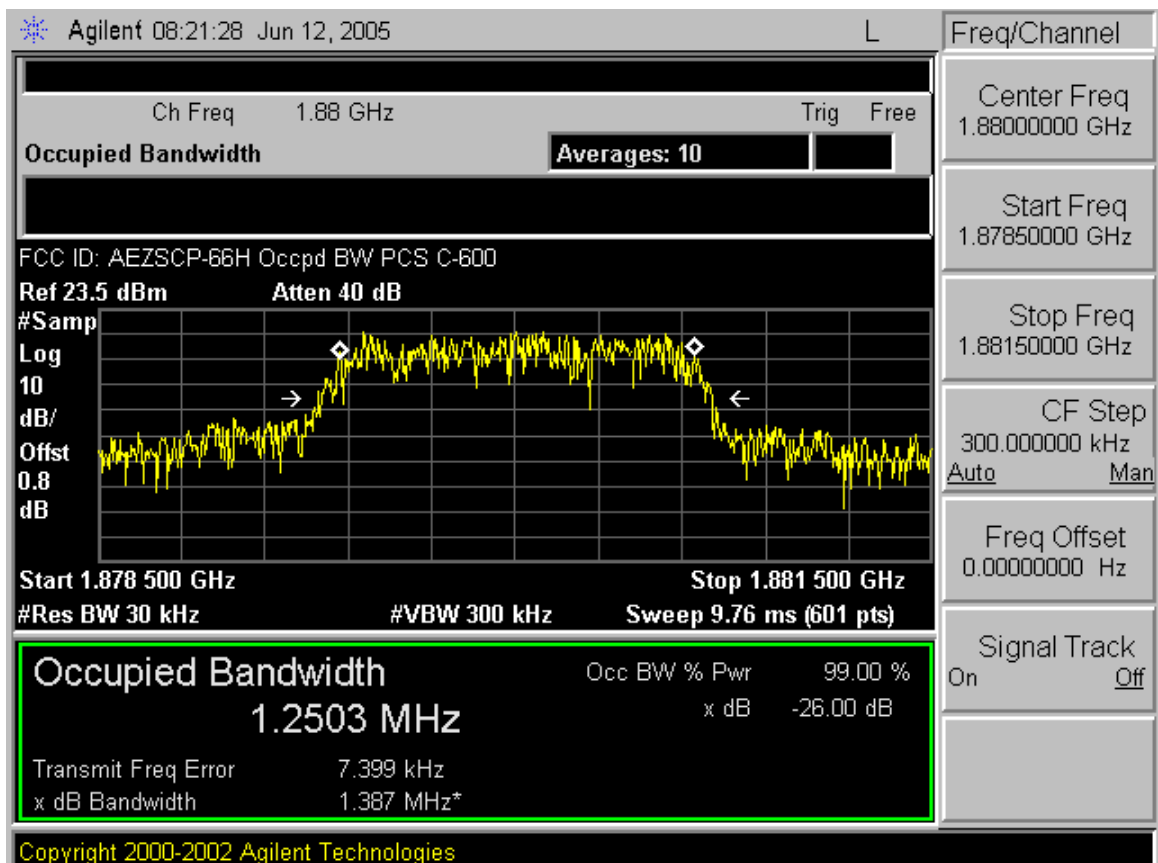 Agilent 08:21:28 Jun 12, 2005 L
Freq/Channel
Ch Freq 1.88 GHz Trig Free
Occupied Bandwidth Averages: 10
FCC ID: AEZSCP-66H Occpd BW PCS C-600
Ref 23.5 dBm Atten 40 dB
#Samp
Log
10
dB/
Offst
0.8
dB
Start 1.878 500 GHz Stop 1.881 500 GHz
#Res BW 30 kHz #VBW 300 kHz Sweep 9.76 ms (601 pts)
Occupied Bandwidth Occ BW % Pwr 99.00 %
1.2503 MHz x dB -26.00 dB
Transmit Freq Error 7.399 kHz
x dB Bandwidth 1.387 MHz*
Copyright 2000-2002 Agilent Technologies
Center Freq
1.88000000 GHz
Start Freq
1.87850000 GHz
Stop Freq
1.88150000 GHz
CF Step
300.000000 kHz
Auto Man
Freq Offset
0.00000000 Hz
Signal Track
On Off